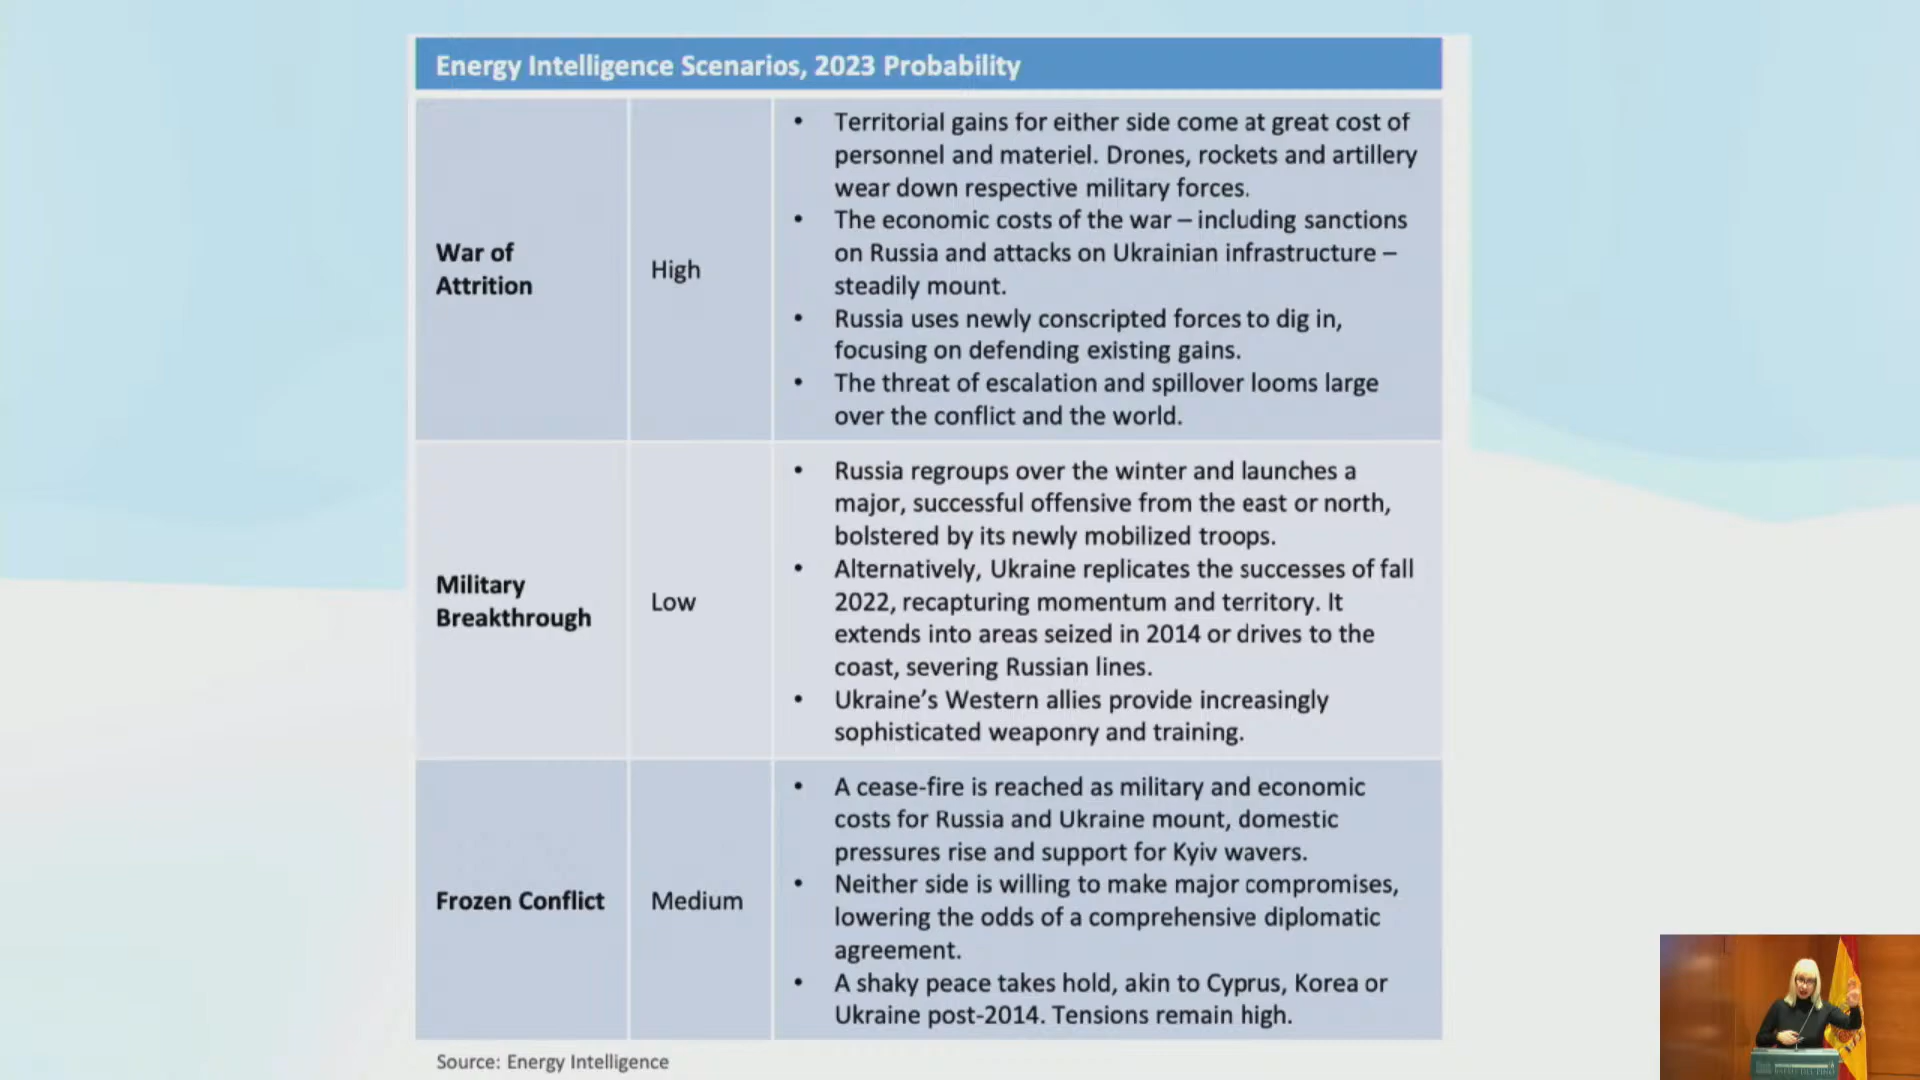 Energy Intelligence Scenarios, 2023 Probability
War of
Attrition
High
• Territorial gains for either side come at great cost of
personnel and materiel. Drones, rockets and artillery
wear down respective military forces.
• The economic costs of the war – including sanctions
on Russia and attacks on Ukrainian infrastructure –
steadily mount.
• Russia uses newly conscripted forces to dig in,
focusing on defending existing gains.
• The threat of escalation and spillover looms large
over the conflict and the world.
Military
Breakthrough
Low
• Russia regroups over the winter and launches a
major, successful offensive from the east or north,
bolstered by its newly mobilized troops.
• Alternatively, Ukraine replicates the successes of fall
2022, recapturing momentum and territory. It
extends into areas seized in 2014 or drives to the
coast, severing Russian lines.
• Ukraine’s Western allies provide increasingly
sophisticated weaponry and training.
Frozen Conflict
Medium
• A cease-fire is reached as military and economic
costs for Russia and Ukraine mount, domestic
pressures rise and support for Kyiv wavers.
• Neither side is willing to make major compromises,
lowering the odds of a comprehensive diplomatic
agreement.
• A shaky peace takes hold, akin to Cyprus, Korea or
Ukraine post-2014. Tensions remain high.
Source: Energy Intelligence